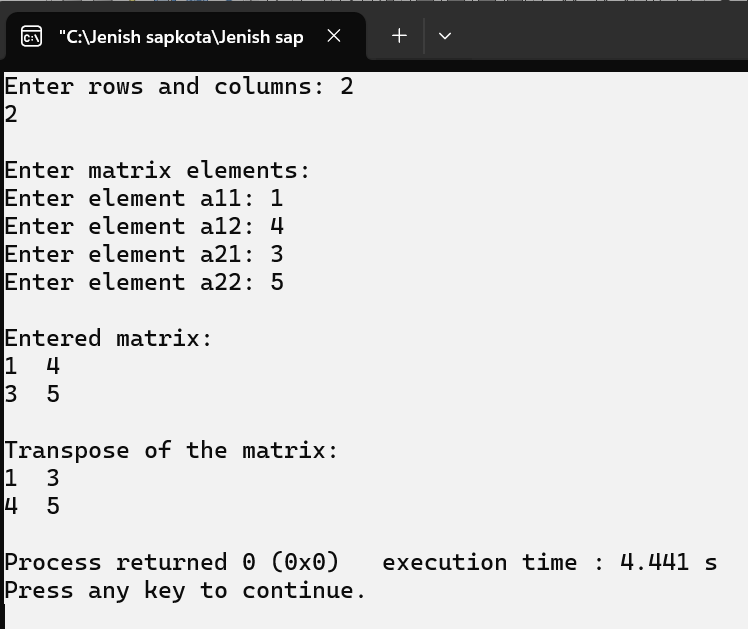 "C:\Jenish sapkota\Jenish sap
Enter rows and columns: 2
2
Enter matrix elements:
Enter element a11: 1
Enter element a12: 4
Enter element a21: 3
Enter element a22: 5
Entered matrix:
1  4
3  5
Transpose of the matrix:
1  3
4  5
Process returned 0 (0x0)   execution time : 4.441 s
Press any key to continue.